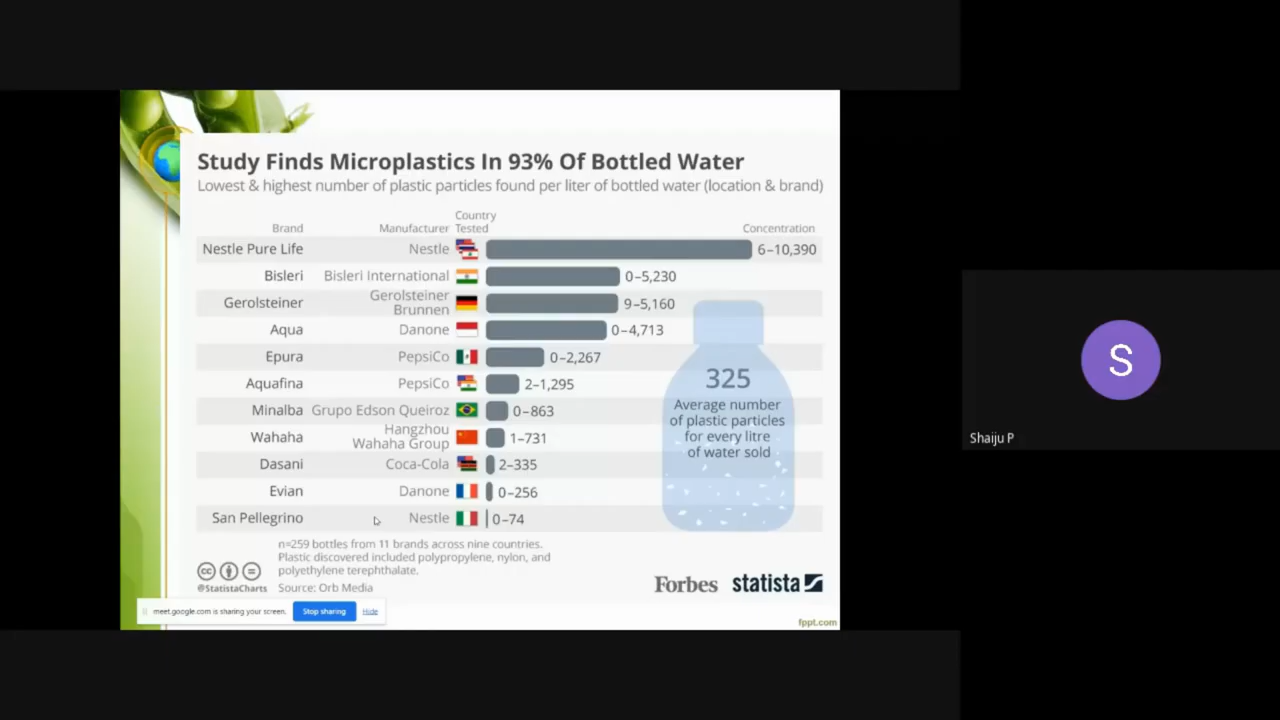 Study Finds Microplastics In 93% Of Bottled Water
Lowest & highest number of plastic particles found per liter of bottled water (location & brand)
Brand Manufacturer Country Tested Concentration
Nestle Pure Life Nestle 6–10,390
Bisleri Bisleri International 0–5,230
Gerolsteiner Gerolsteiner Brunnen 9–5,160
Aqua Danone 0–4,713
Epura PepsiCo 0–2,267
Aquafina PepsiCo 2–1,295
Minalba Grupo Edson Queiroz 0–863
Wahaha Hangzhou Wahaha Group 1–731
Dasani Coca-Cola 2–335
Evian Danone 0–256
San Pellegrino Nestle 0–74
325
Average number
of plastic particles
for every litre
of water sold
n=259 bottles from 11 brands across nine countries.
Plastic discovered included polypropylene, nylon, and
polyethylene terephthalate.
@StatistaCharts Source: Orb Media
Forbes statista
meet.google.com is sharing your screen. Stop sharing Hide
fppt.com
S
Shaiju P